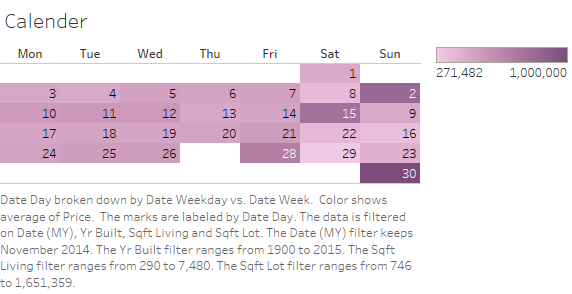 Calender
Mon Tue Wed Thu Fri Sat Sun
271,482 1,000,000
1
3 4 5 6 7 8 2
10 11 12 13 14 15 9
17 18 19 20 21 22 16
24 25 26 28 29 23
30
Date Day broken down by Date Weekday vs. Date Week. Color shows
average of Price. The marks are labeled by Date Day. The data is filtered
on Date (MY), Yr Built, Sqft Living and Sqft Lot. The Date (MY) filter keeps
November 2014. The Yr Built filter ranges from 1900 to 2015. The Sqft
Living filter ranges from 290 to 7,480. The Sqft Lot filter ranges from 746
to 1,651,359.